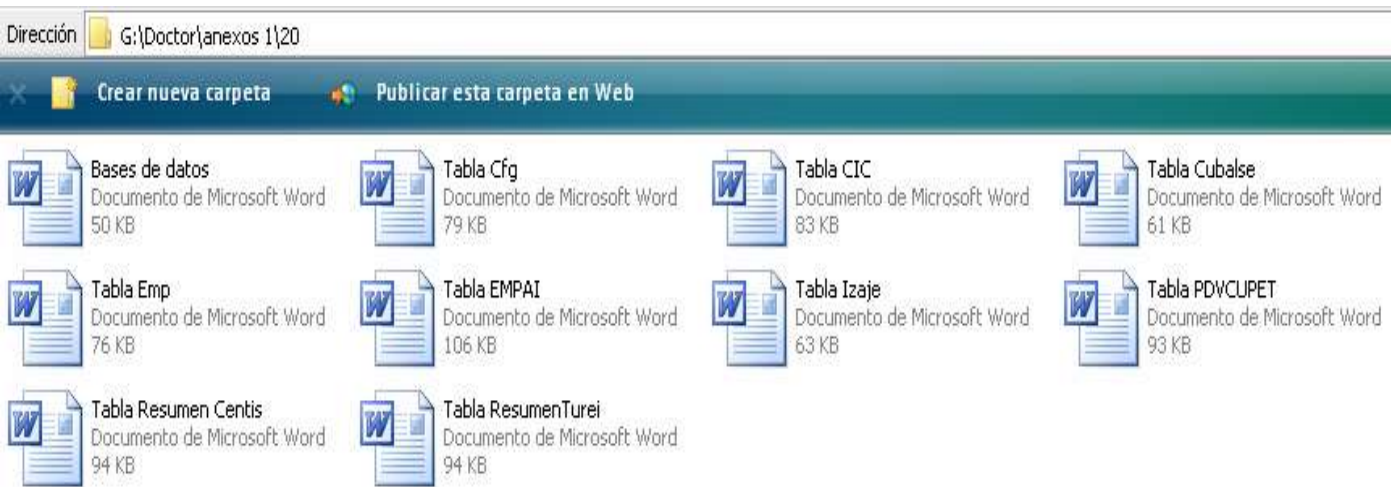 Dirección G:\Doctor\anexos 1\20
Crear nueva carpeta Publicar esta carpeta en Web
Bases de datos
Documento de Microsoft Word
50 KB
Tabla Cfg
Documento de Microsoft Word
79 KB
Tabla CIC
Documento de Microsoft Word
83 KB
Tabla Cubalse
Documento de Microsoft Word
61 KB
Tabla Emp
Documento de Microsoft Word
76 KB
Tabla EMPAI
Documento de Microsoft Word
106 KB
Tabla Izaje
Documento de Microsoft Word
63 KB
Tabla PDVCUPET
Documento de Microsoft Word
93 KB
Tabla Resumen Centis
Documento de Microsoft Word
94 KB
Tabla ResumenTurei
Documento de Microsoft Word
94 KB